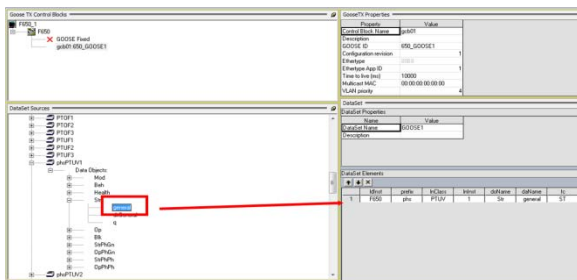 Goose TX Control Blocks
F650_1
F650
GOOSE Fixed
gcb01:650_GOOSE1
DataSet Sources
PTOF1
PTOF2
PTOF3
PTUF1
PTUF2
PTUF3
phsPTUV1
Data Objects:
Mod
Beh
Health
Str
general
q
Op
Blk
StrPhGn
OpPhGn
StrPhPh
OpPhPh
phsPTUV2
GooseTX Properties
Property Value
Control Block Name gcb01
Description
GOOSE ID 650_GOOSE1
Configuration revision 1
Ethertype
Ethertype App ID 1
Time to live (ms) 10000
Multicast MAC 00:00:00:00:00:00
VLAN priority 4
DataSet
DataSet Properties
Name Value
DataSet Name GOOSE1
Description
DataSet Elements
ldInst prefix lnClass lnInst doName daName fc
1 F650 phs PTUV 1 Str general ST